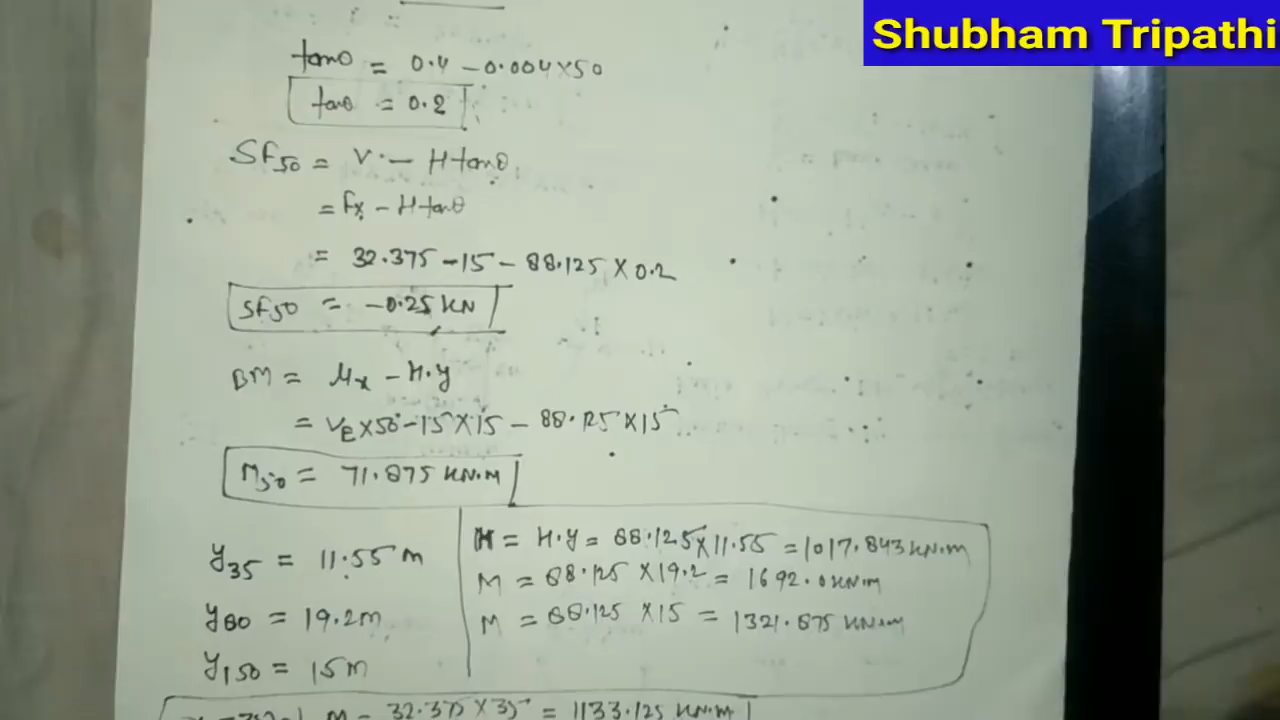 Shubham Tripathi
tanθ = 0.4 - 0.004×50
tanθ = 0.2
SF50 = V - H tanθ
= Fx - H tanθ
= 32.375 - 15 - 88.125 × 0.2
SF50 = -0.25 KN
BM = Mx - H.y
= VE×50 - 15×15 - 88.125×15
M50 = 71.875 KN.M
y35 = 11.55 m
y80 = 19.2m
y150 = 15m
M = H.y = 88.125×11.55 = 1017.843 KN.m
M = 88.125 × 19.2 = 1692.0 KN.m
M = 88.125 × 15 = 1321.875 KN.m
M = 32.375 × 35 = 1133.125 KN.M